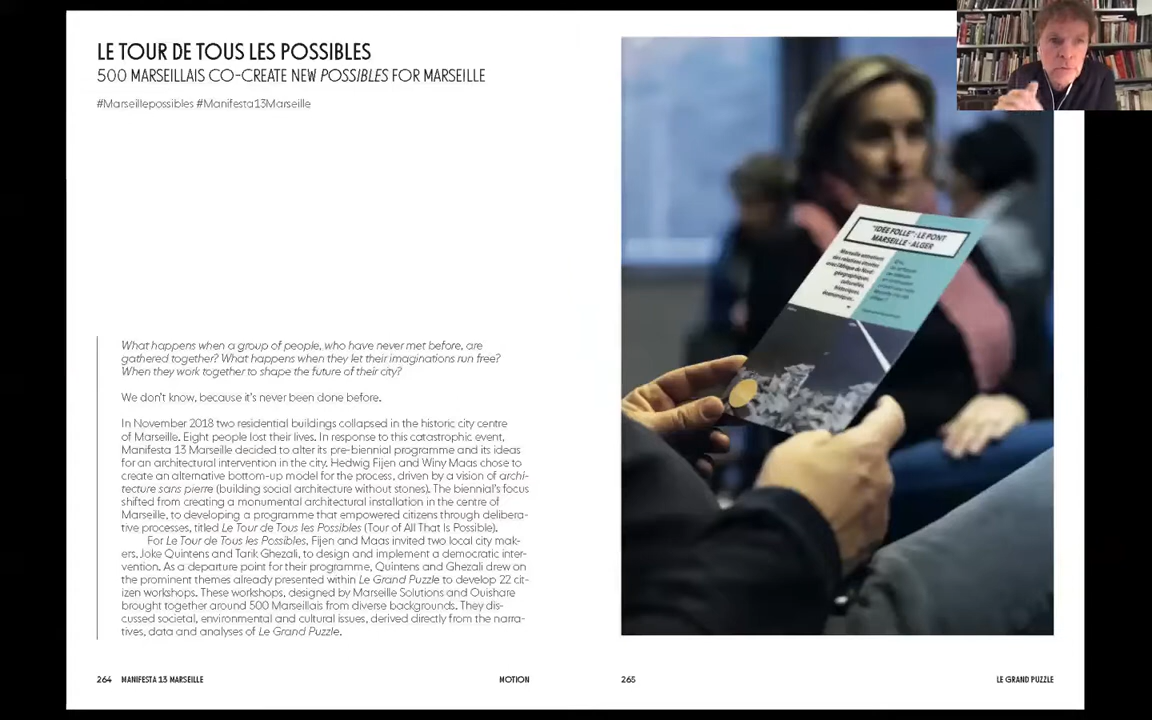 LE TOUR DE TOUS LES POSSIBLES
500 MARSEILLAIS CO-CREATE NEW POSSIBLES FOR MARSEILLE
#Marseillepossibles #Manifesta13Marseille
What happens when a group of people, who have never met before, are
gathered together? What happens when they let their imaginations run free?
When they work together to shape the future of their city?
We don't know, because it's never been done before.
In November 2018 two residential buildings collapsed in the historic city centre
of Marseille. Eight people lost their lives. In response to this catastrophic event,
Manifesta 13 Marseille decided to alter its pre-biennial programme and its ideas
for an architectural intervention in the city. Hedwig Fijen and Winy Maas chose to
create an alternative bottom-up model for the process, driven by a vision of archi-
tecture sans pierre (building social architecture without stones). The biennial's focus
shifted from creating a monumental architectural installation in the centre of
Marseille, to developing a programme that empowered citizens through delibera-
tive processes, titled Le Tour de Tous les Possibles (Tour of All That Is Possible).
For Le Tour de Tous les Possibles, Fijen and Maas invited two local city mak-
ers, Joke Quintens and Tarik Ghezali, to design and implement a democratic inter-
vention. As a departure point for their programme, Quintens and Ghezali drew on
the prominent themes already presented within Le Grand Puzzle to develop 22 cit-
izen workshops. These workshops, designed by Marseille Solutions and Ouishare
brought together around 500 Marseillais from diverse backgrounds. They dis-
cussed societal, environmental and cultural issues, derived directly from the narra-
tives, data and analyses of Le Grand Puzzle.
264 MANIFESTA 13 MARSEILLE
MOTION
"IDÉE FOLLE" : LE PONT
MARSEILLE - ALGER
Marseille entretient
des relations étroites
avec l'Afrique du Nord :
géographiques,
culturelles,
historiques,
économiques...
265
LE GRAND PUZZLE